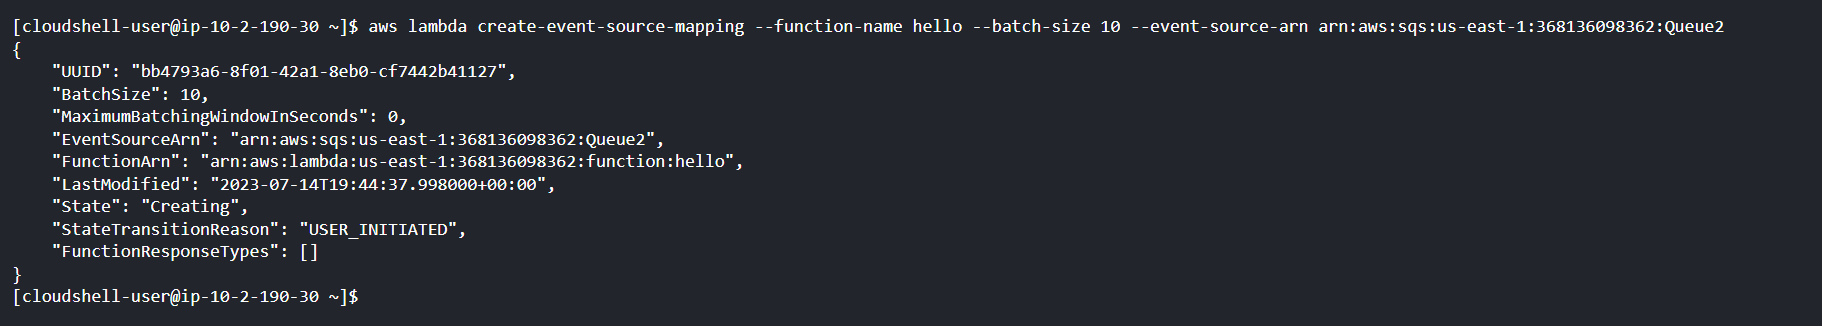 [cloudshell-user@ip-10-2-190-30 ~]$ aws lambda create-event-source-mapping --function-name hello --batch-size 10 --event-source-arn arn:aws:sqs:us-east-1:368136098362:Queue2
{
    "UUID": "bb4793a6-8f01-42a1-8eb0-cf7442b41127",
    "BatchSize": 10,
    "MaximumBatchingWindowInSeconds": 0,
    "EventSourceArn": "arn:aws:sqs:us-east-1:368136098362:Queue2",
    "FunctionArn": "arn:aws:lambda:us-east-1:368136098362:function:hello",
    "LastModified": "2023-07-14T19:44:37.998000+00:00",
    "State": "Creating",
    "StateTransitionReason": "USER_INITIATED",
    "FunctionResponseTypes": []
}
[cloudshell-user@ip-10-2-190-30 ~]$